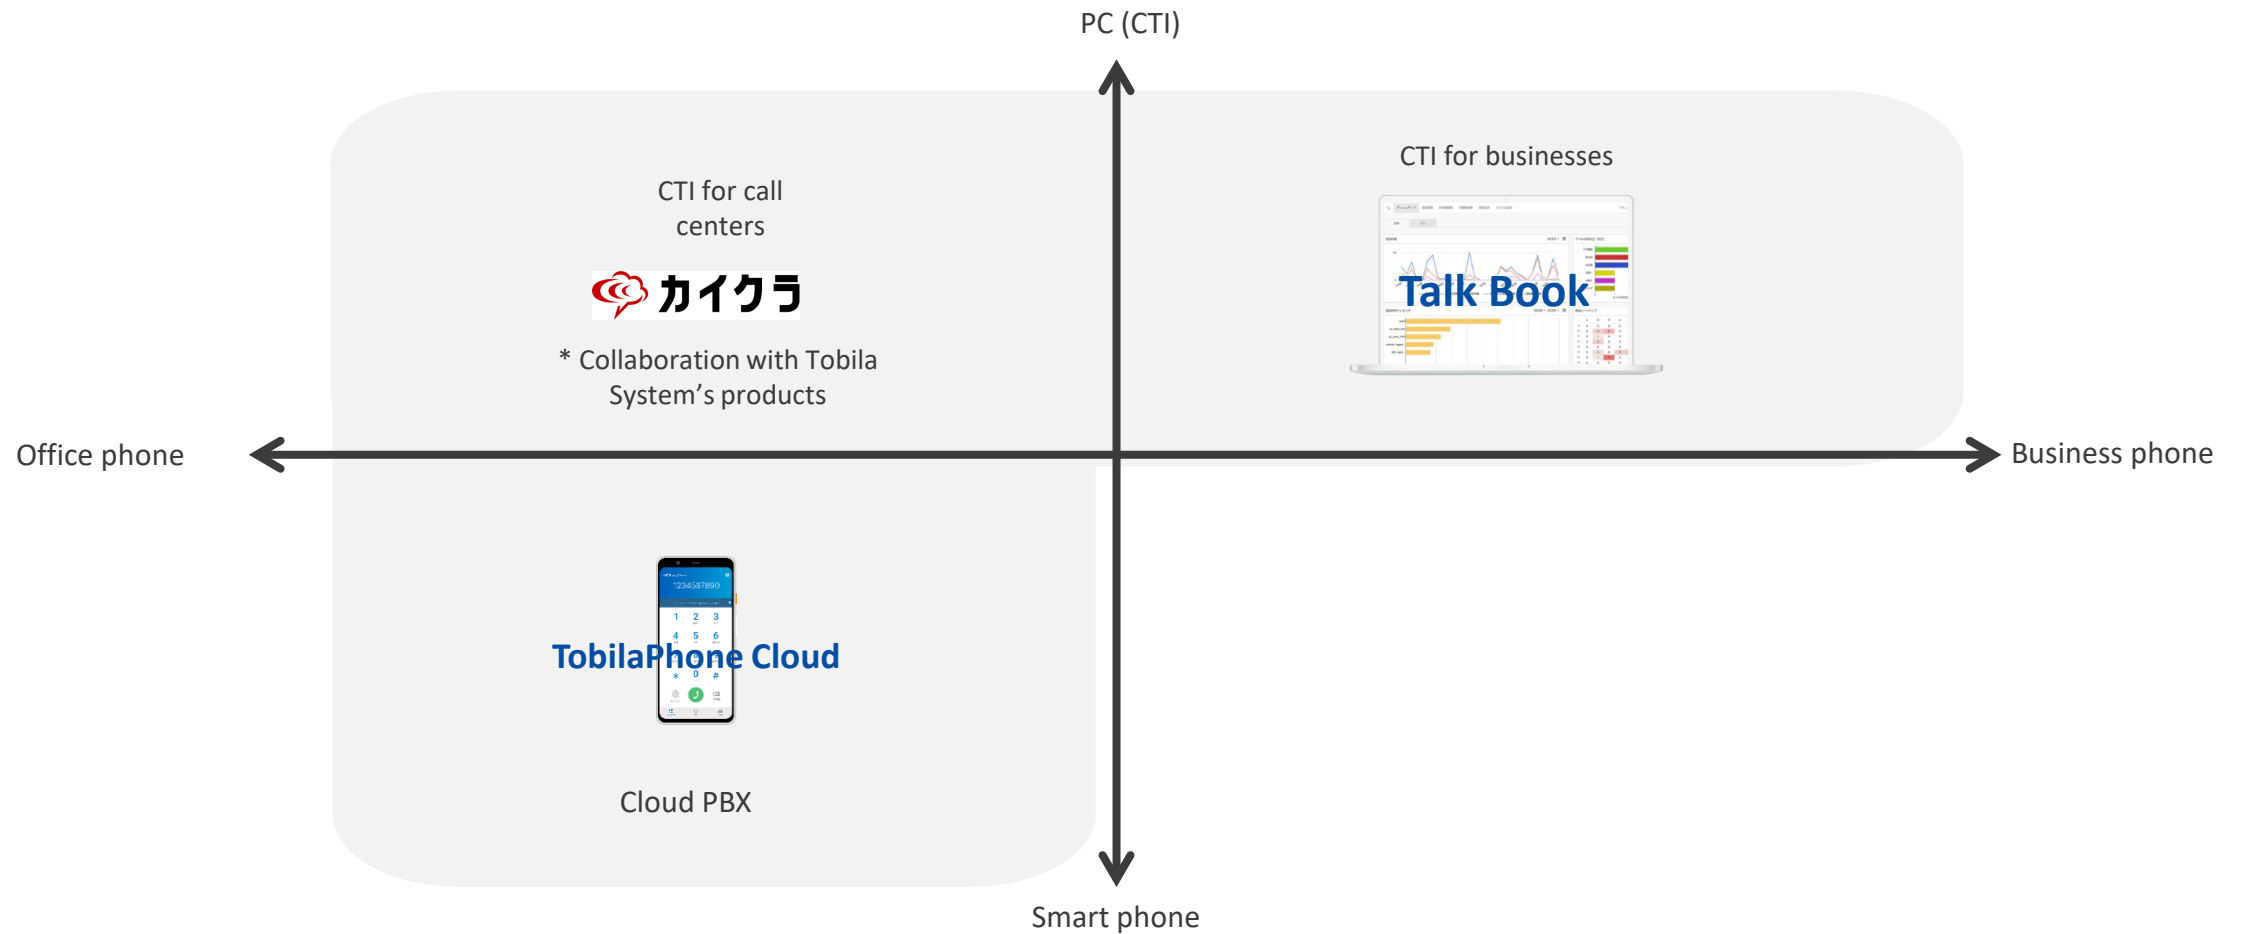 PC (CTI)
CTI for businesses
CTI for call
centers
カイクラ
Talk Book
* Collaboration with Tobila
System’s products
Office phone
Business phone
1234567890
1 2 3
4 5 6
TobilaPhone Cloud
* 0 #
Cloud PBX
Smart phone